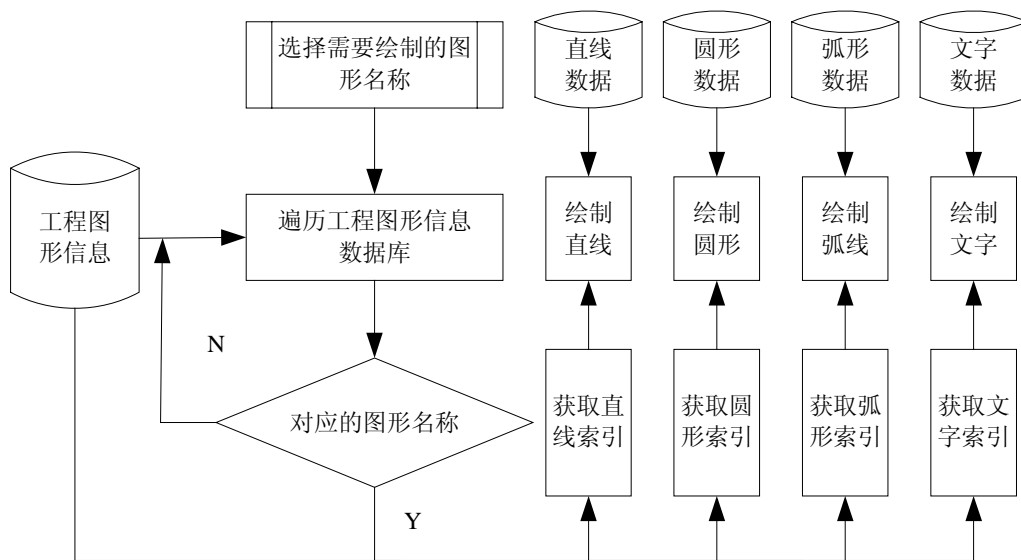 选择需要绘制的图
形名称
直线
数据
圆形
数据
弧形
数据
文字
数据
工程图
形信息
遍历工程图形信息
数据库
绘制
直线
绘制
圆形
绘制
弧线
绘制
文字
N
对应的图形名称
获取直
线索引
获取圆
形索引
获取弧
形索引
获取文
字索引
Y